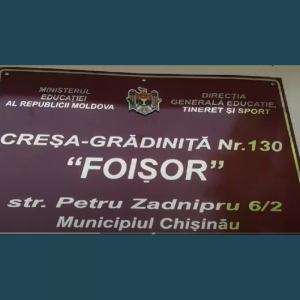 MINISTERUL
EDUCAȚIEI
AL REPUBLICII MOLDOVA
DIRECȚIA
GENERALĂ EDUCAȚIE,
TINERET ȘI SPORT
CREȘA-GRĂDINIȚĂ Nr.130
“FOIȘOR”
str. Petru Zadnipru 6/2
Municipiul Chișinău